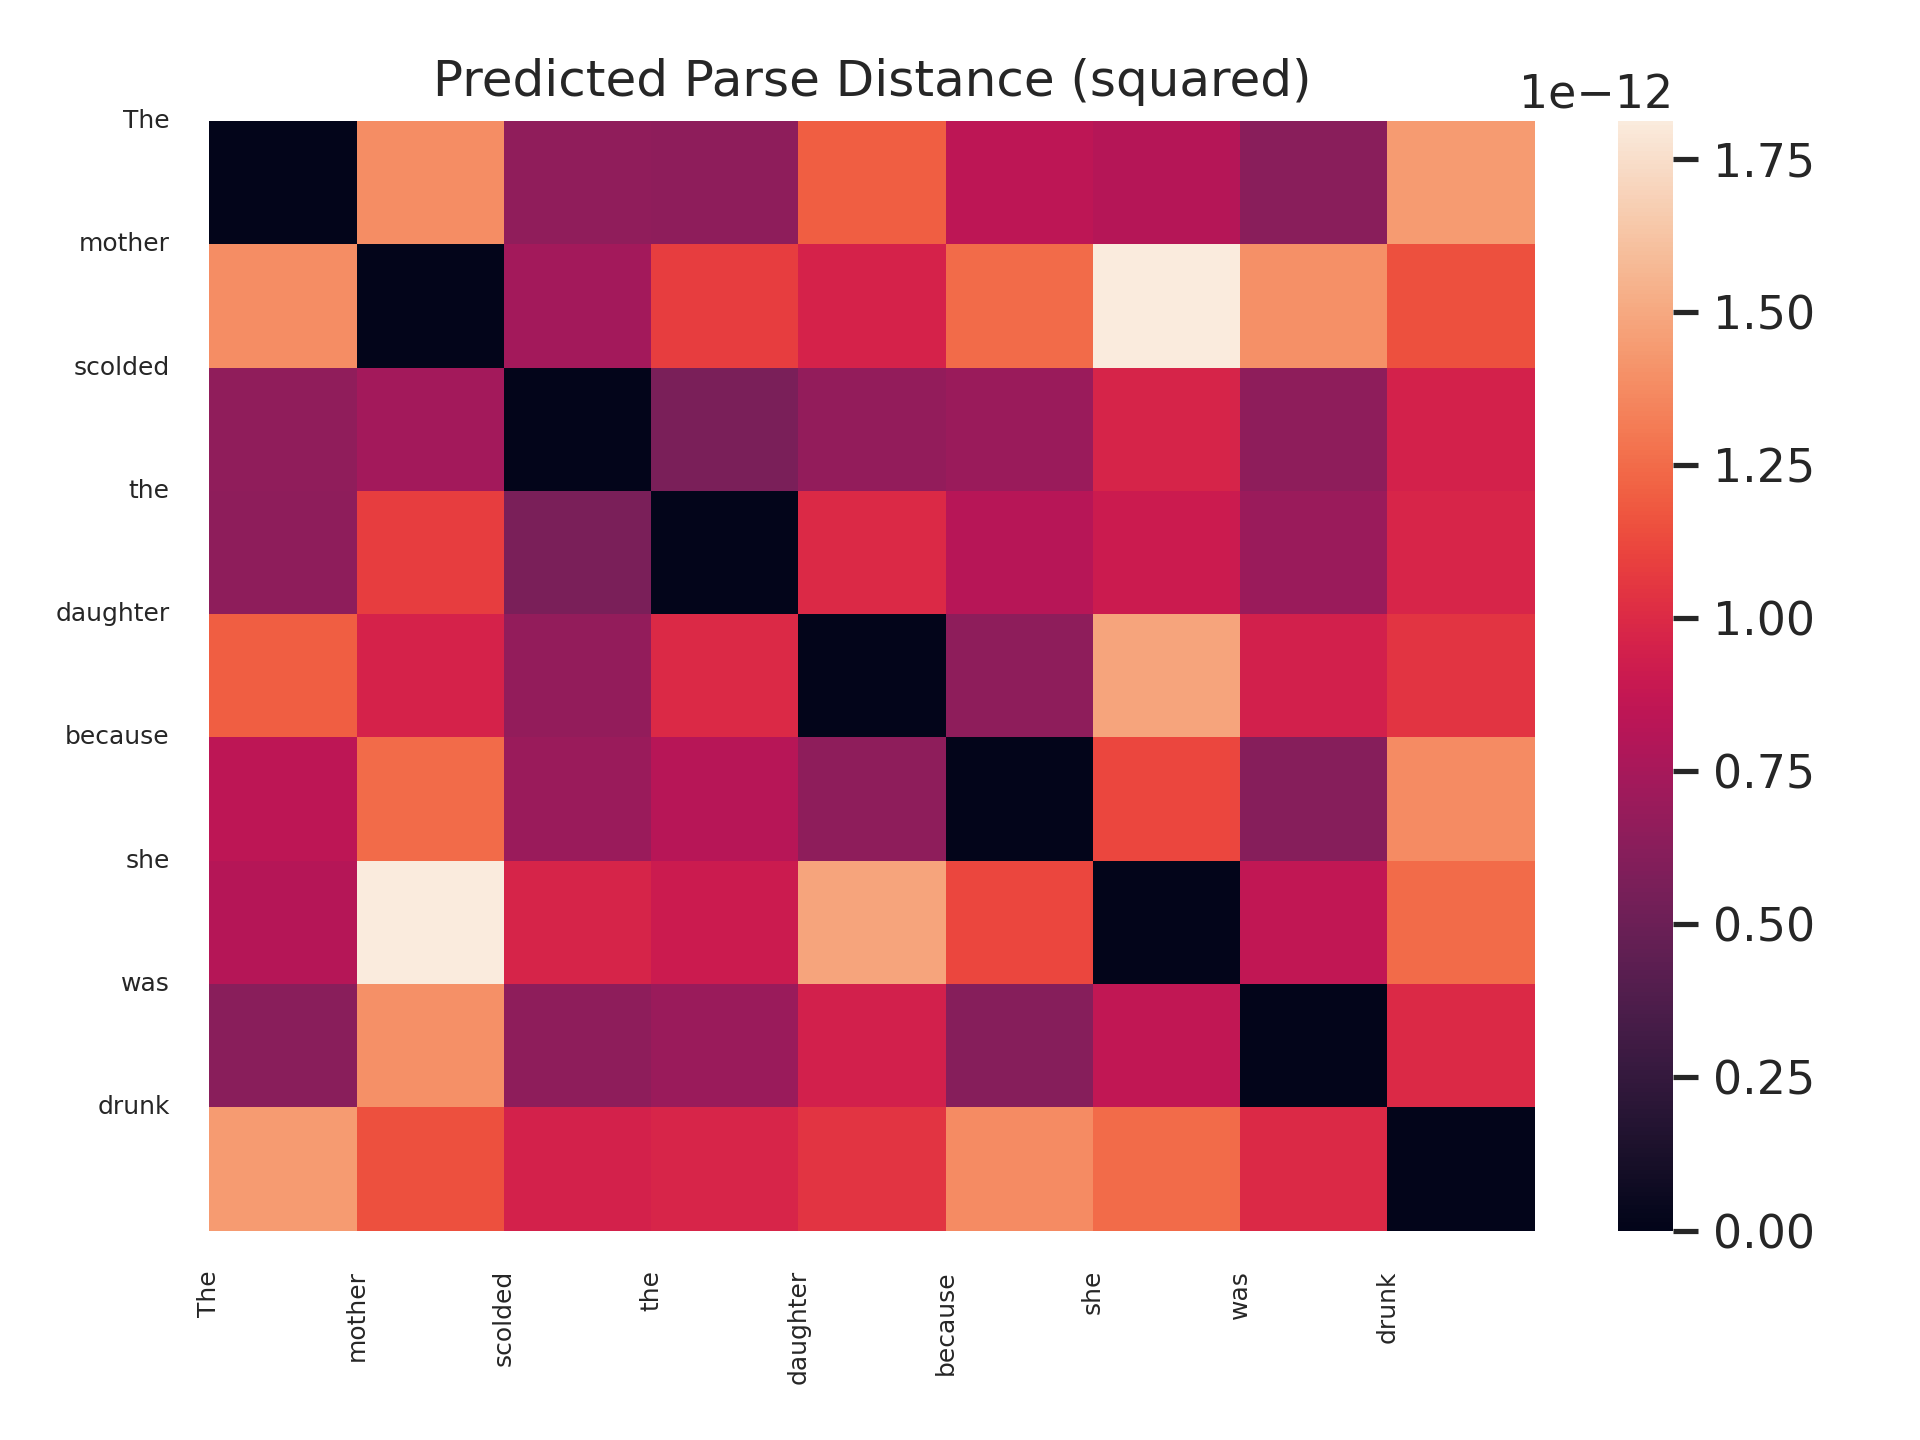 Predicted Parse Distance (squared)
1e−12
The
mother
scolded
the
daughter
because
she
was
drunk
1.75
1.50
1.25
1.00
0.75
0.50
0.25
0.00
The
mother
scolded
the
daughter
because
she
was
drunk